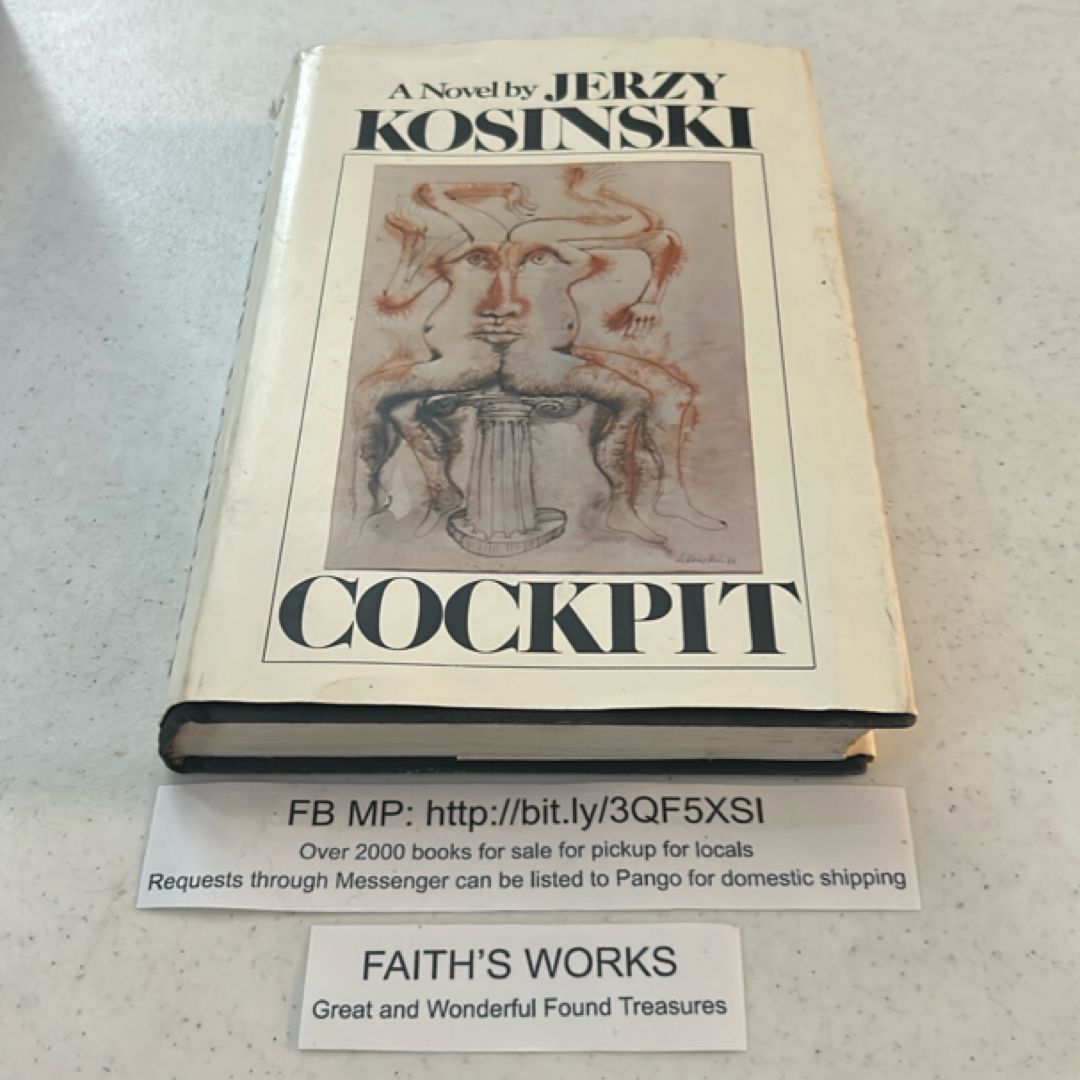 A Novel by JERZY
KOSINSKI
COCKPIT
FB MP: http://bit.ly/3QF5XSI
Over 2000 books for sale for pickup for locals
Requests through Messenger can be listed to Pango for domestic shipping
FAITH'S WORKS
Great and Wonderful Found Treasures